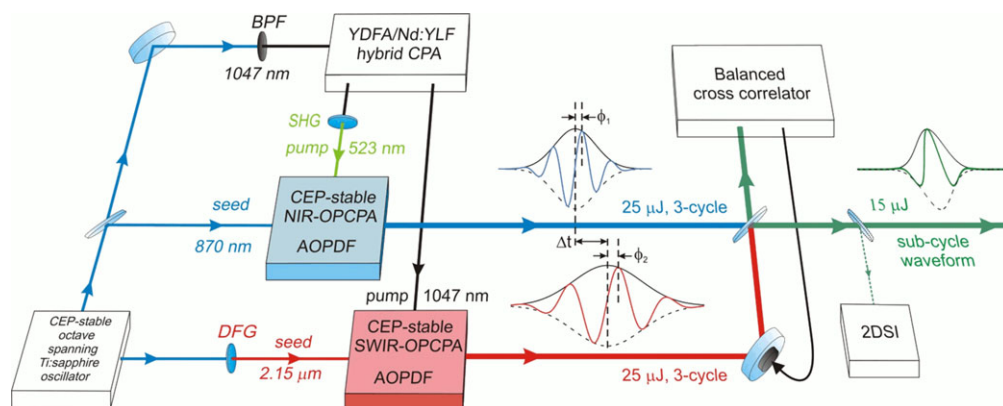 BPF
1047 nm
YDFA/Nd:YLF
hybrid CPA
SHG
pump
523 nm
seed
870 nm
CEP-stable
NIR-OPCPA
AOPDF
ϕ1
25 μJ, 3-cycle
Δt
ϕ2
Balanced
cross correlator
15 μJ
sub-cycle
waveform
2DSI
pump
1047 nm
CEP-stable
octave
spanning
Ti:sapphire
oscillator
DFG
seed
2.15 μm
CEP-stable
SWIR-OPCPA
AOPDF
25 μJ, 3-cycle